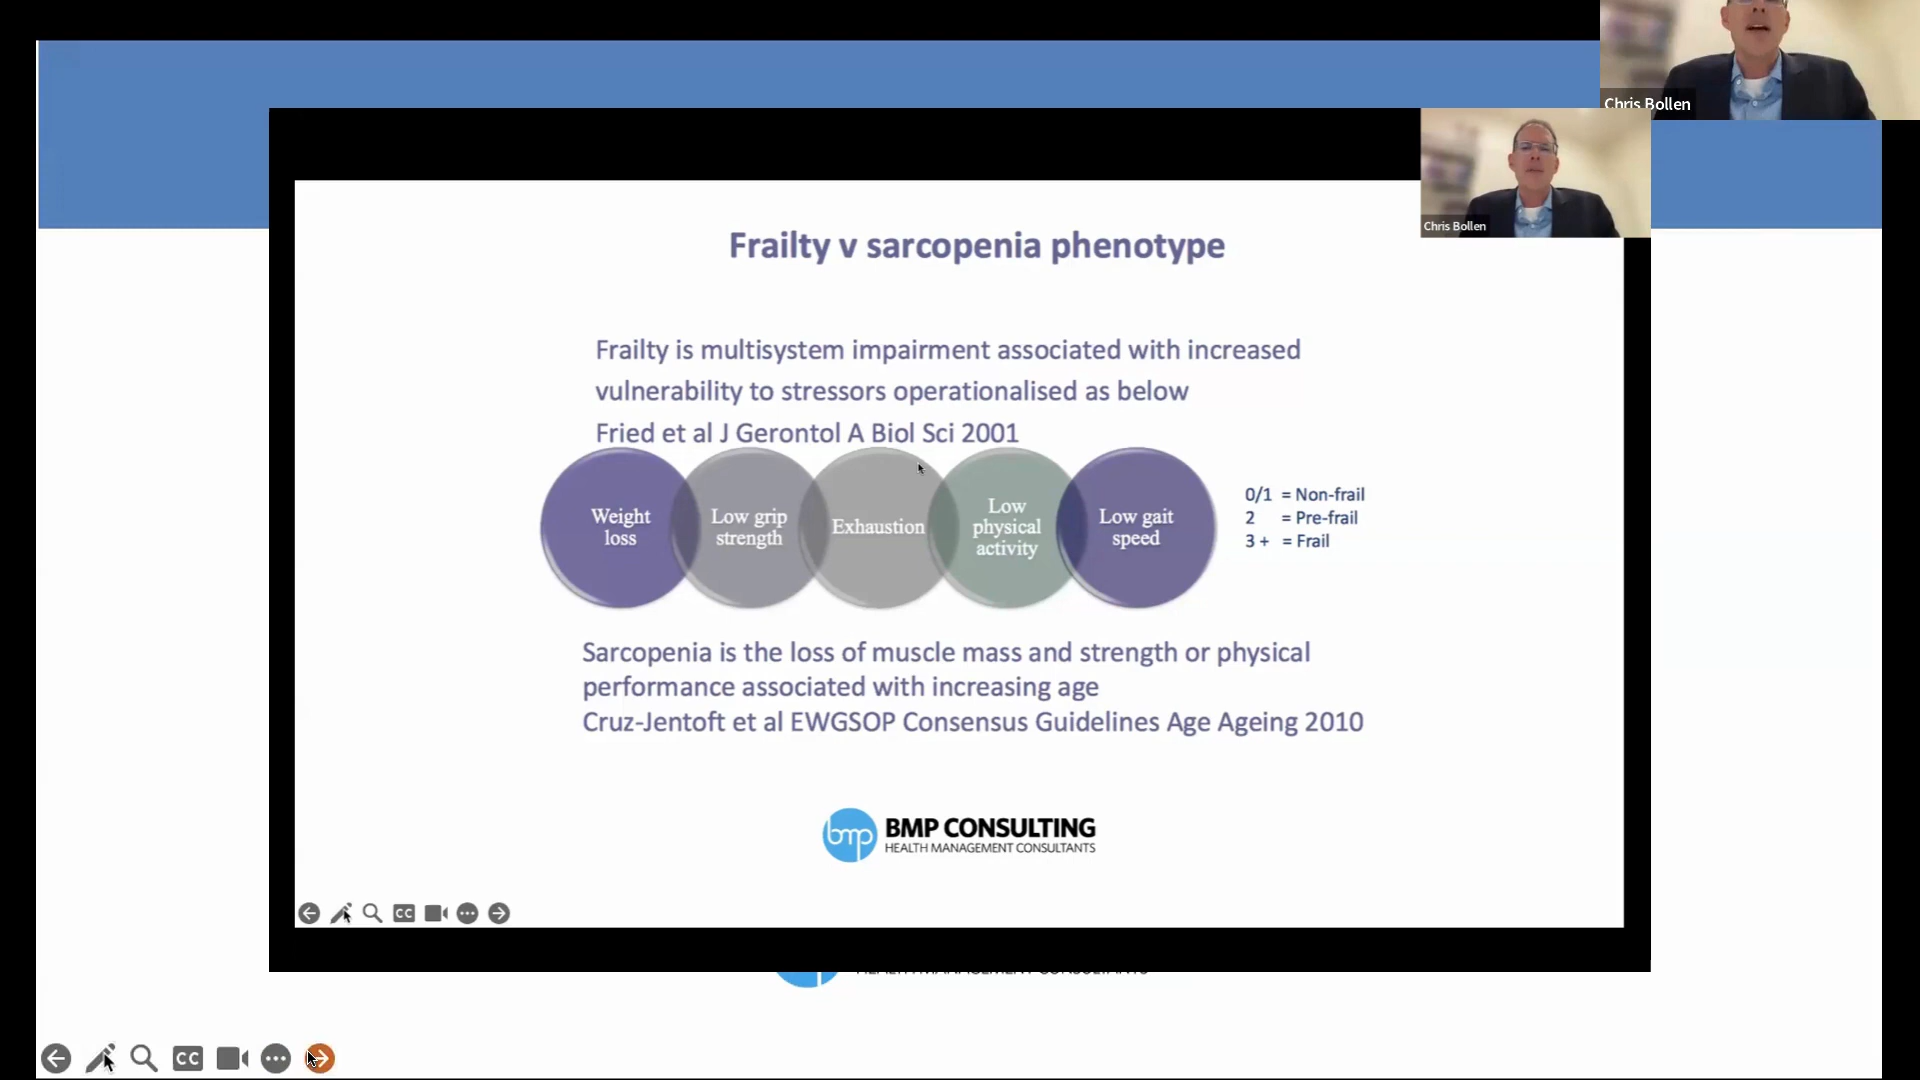 Chris Bollen
Chris Bollen
Frailty v sarcopenia phenotype
Frailty is multisystem impairment associated with increased
vulnerability to stressors operationalised as below
Fried et al J Gerontol A Biol Sci 2001
Weight
loss
Low grip
strength
Exhaustion
Low
physical
activity
Low gait
speed
0/1 = Non-frail
2 = Pre-frail
3 + = Frail
Sarcopenia is the loss of muscle mass and strength or physical
performance associated with increasing age
Cruz-Jentoft et al EWGSOP Consensus Guidelines Age Ageing 2010
bmp
BMP CONSULTING
HEALTH MANAGEMENT CONSULTANTS
CC
CC